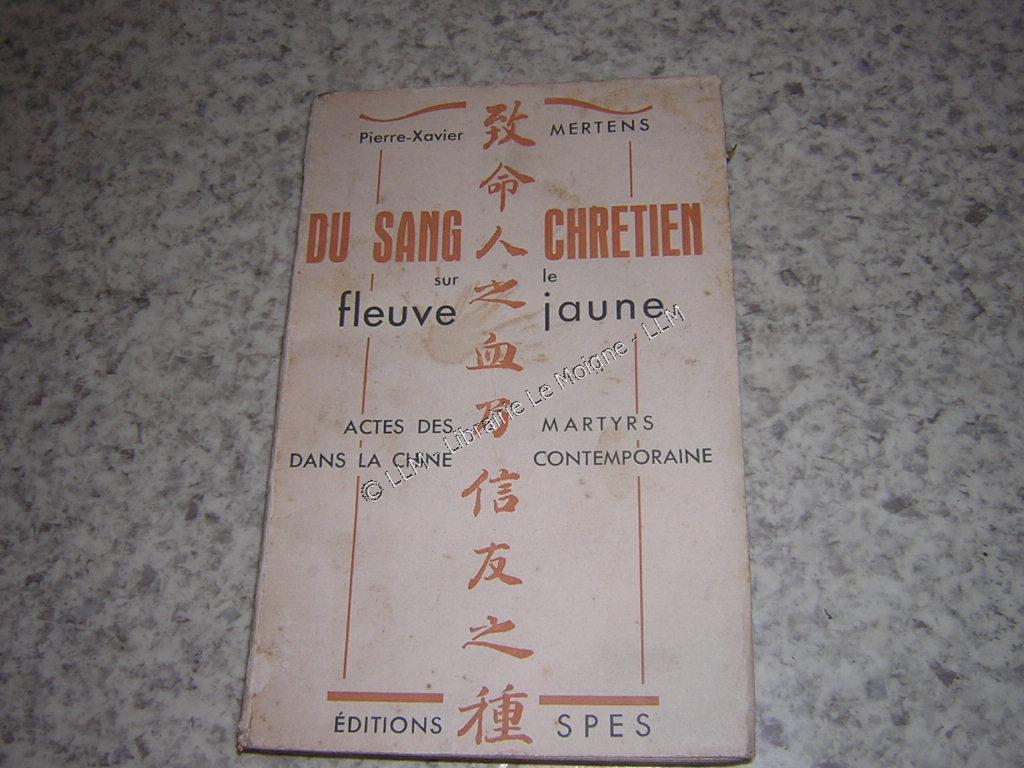 Pierre-Xavier MERTENS
DU SANG CHRETIEN
sur le
fleuve jaune
ACTES DES MARTYRS
DANS LA CHINE CONTEMPORAINE
ÉDITIONS SPES
致命人之血乃信友之種
© LLM - Librairie Le Moigne - LLM